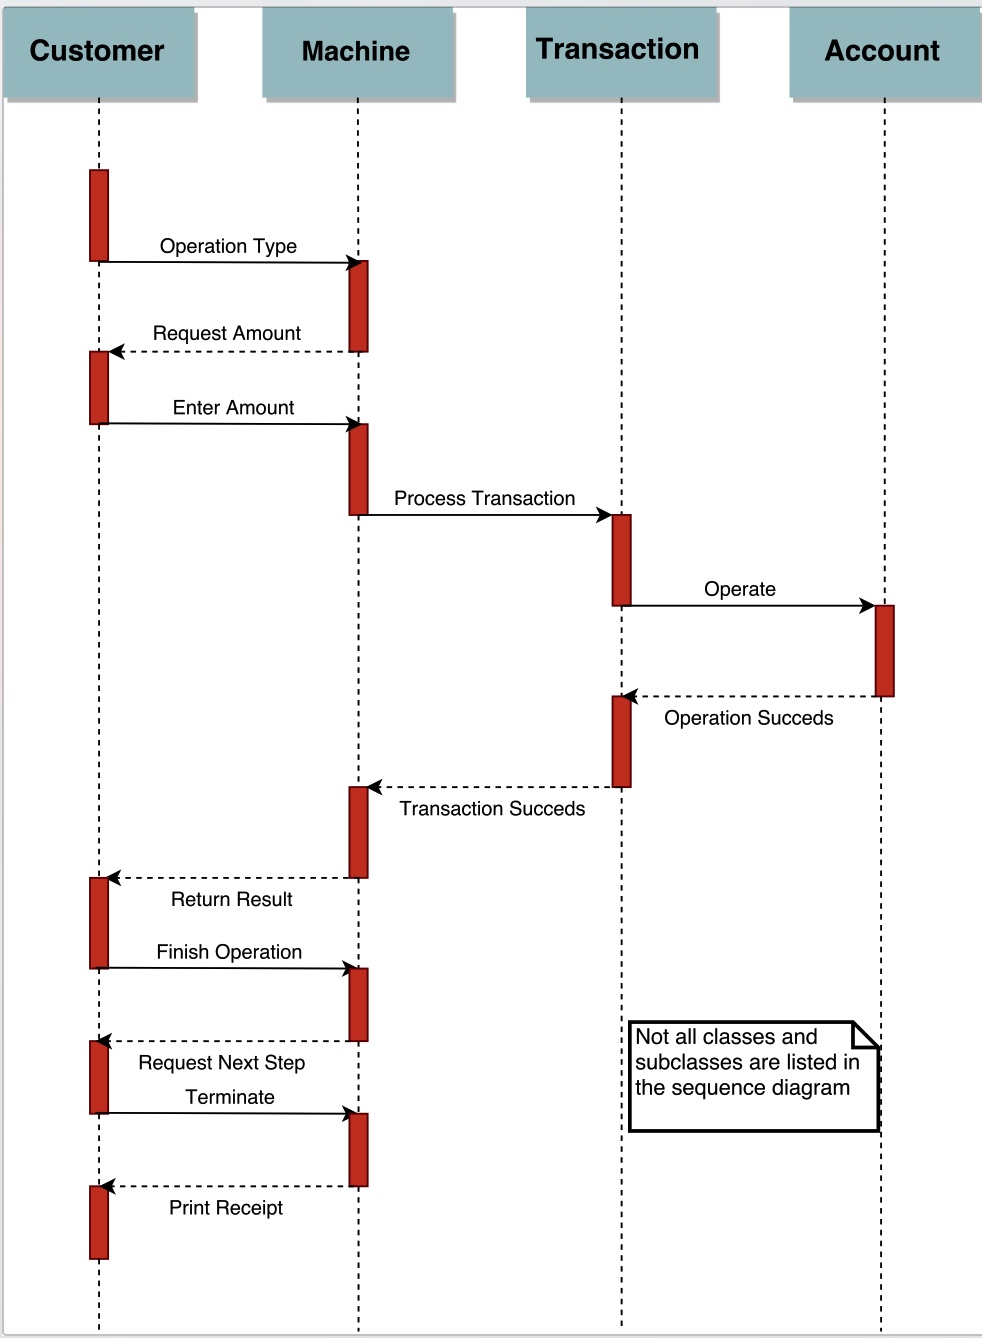 Customer
Machine
Transaction
Account
Operation Type
Request Amount
Enter Amount
Process Transaction
Operate
Operation Succeds
Transaction Succeds
Return Result
Finish Operation
Not all classes and
subclasses are listed in
the sequence diagram
Request Next Step
Terminate
Print Receipt